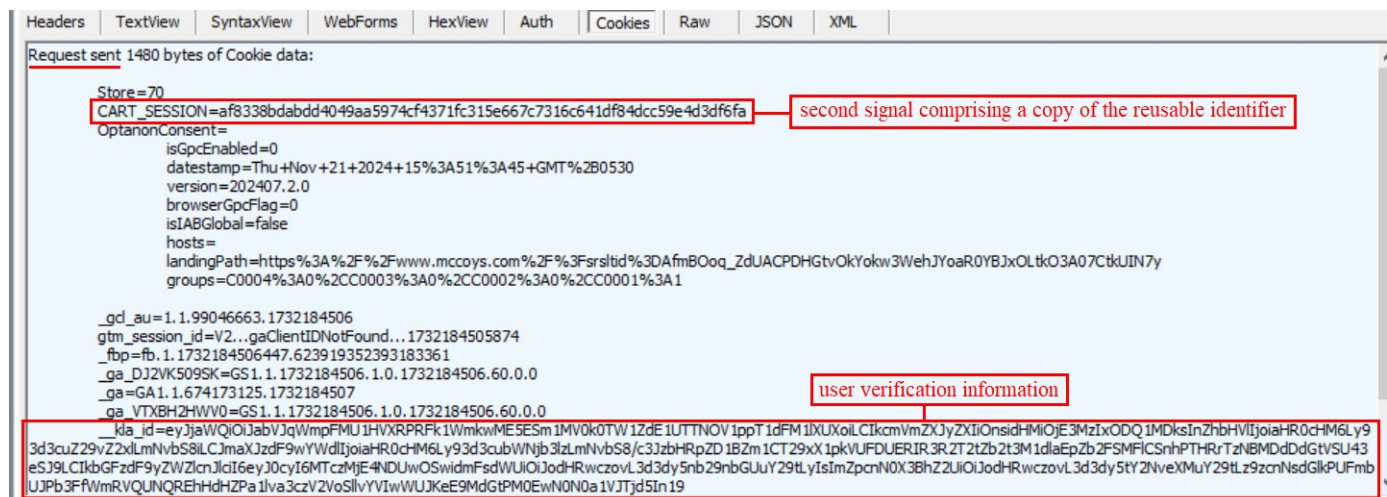 Headers TextView SyntaxView WebForms HexView Auth Cookies Raw JSON XML
Request sent 1480 bytes of Cookie data:
Store=70
CART_SESSION=af8338bdabdd4049aa5974cf4371fc315e667c7316c641df84dcc59e4d3df6fa
second signal comprising a copy of the reusable identifier
OptanonConsent=
isGpcEnabled=0
datestamp=Thu+Nov+21+2024+15%3A51%3A45+GMT%2B0530
version=202407.2.0
browserGpcFlag=0
isIABGlobal=false
hosts=
landingPath=https%3A%2F%2Fwww.mccoys.com%2F%3Fsrsltid%3DAfmBOoq_ZdUACPDHGtvOkYokw3WehJYoaR0YBJxOLtkO3A07CtkUIN7y
groups=C0004%3A0%2CC0003%3A0%2CC0002%3A0%2CC0001%3A1
_gcl_au=1.1.99046663.1732184506
gtm_session_id=V2...gaClientIDNotFound...1732184505874
_fbp=fb.1.1732184506447.623919352393183361
_ga_DJ2VK509SK=GS1.1.1732184506.1.0.1732184506.60.0.0
_ga=GA1.1.674173125.1732184507
user verification information
_ga_VTXBH2HWV0=GS1.1.1732184506.1.0.1732184506.60.0.0